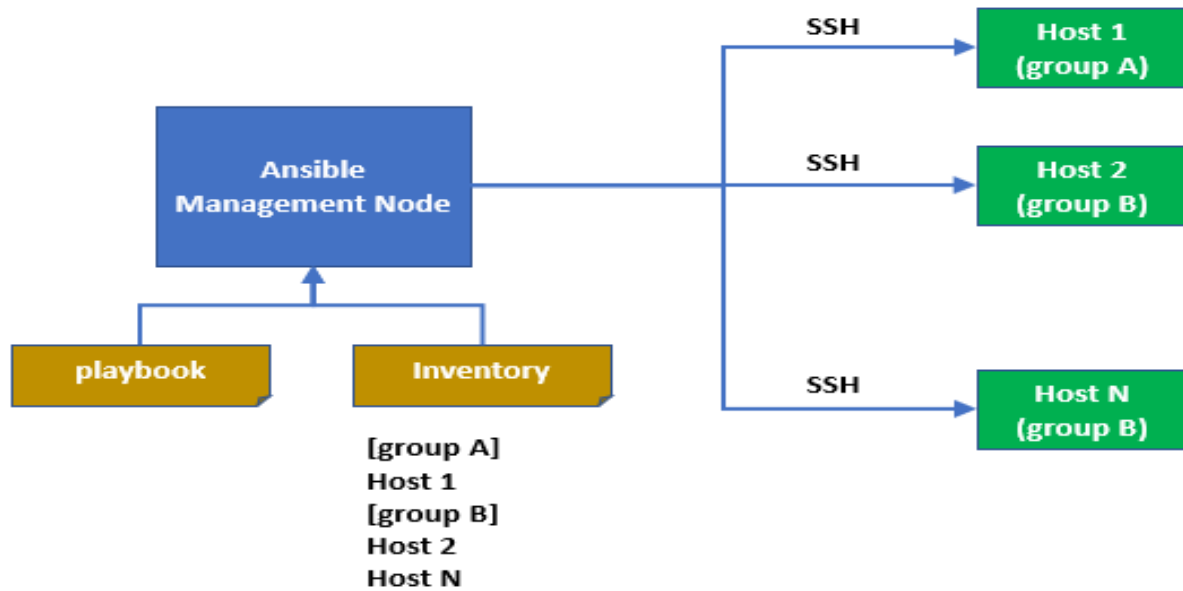 SSH
Host 1
(group A)
Ansible
Management Node
SSH
Host 2
(group B)
playbook
Inventory
SSH
Host N
(group B)
[group A]
Host 1
[group B]
Host 2
Host N